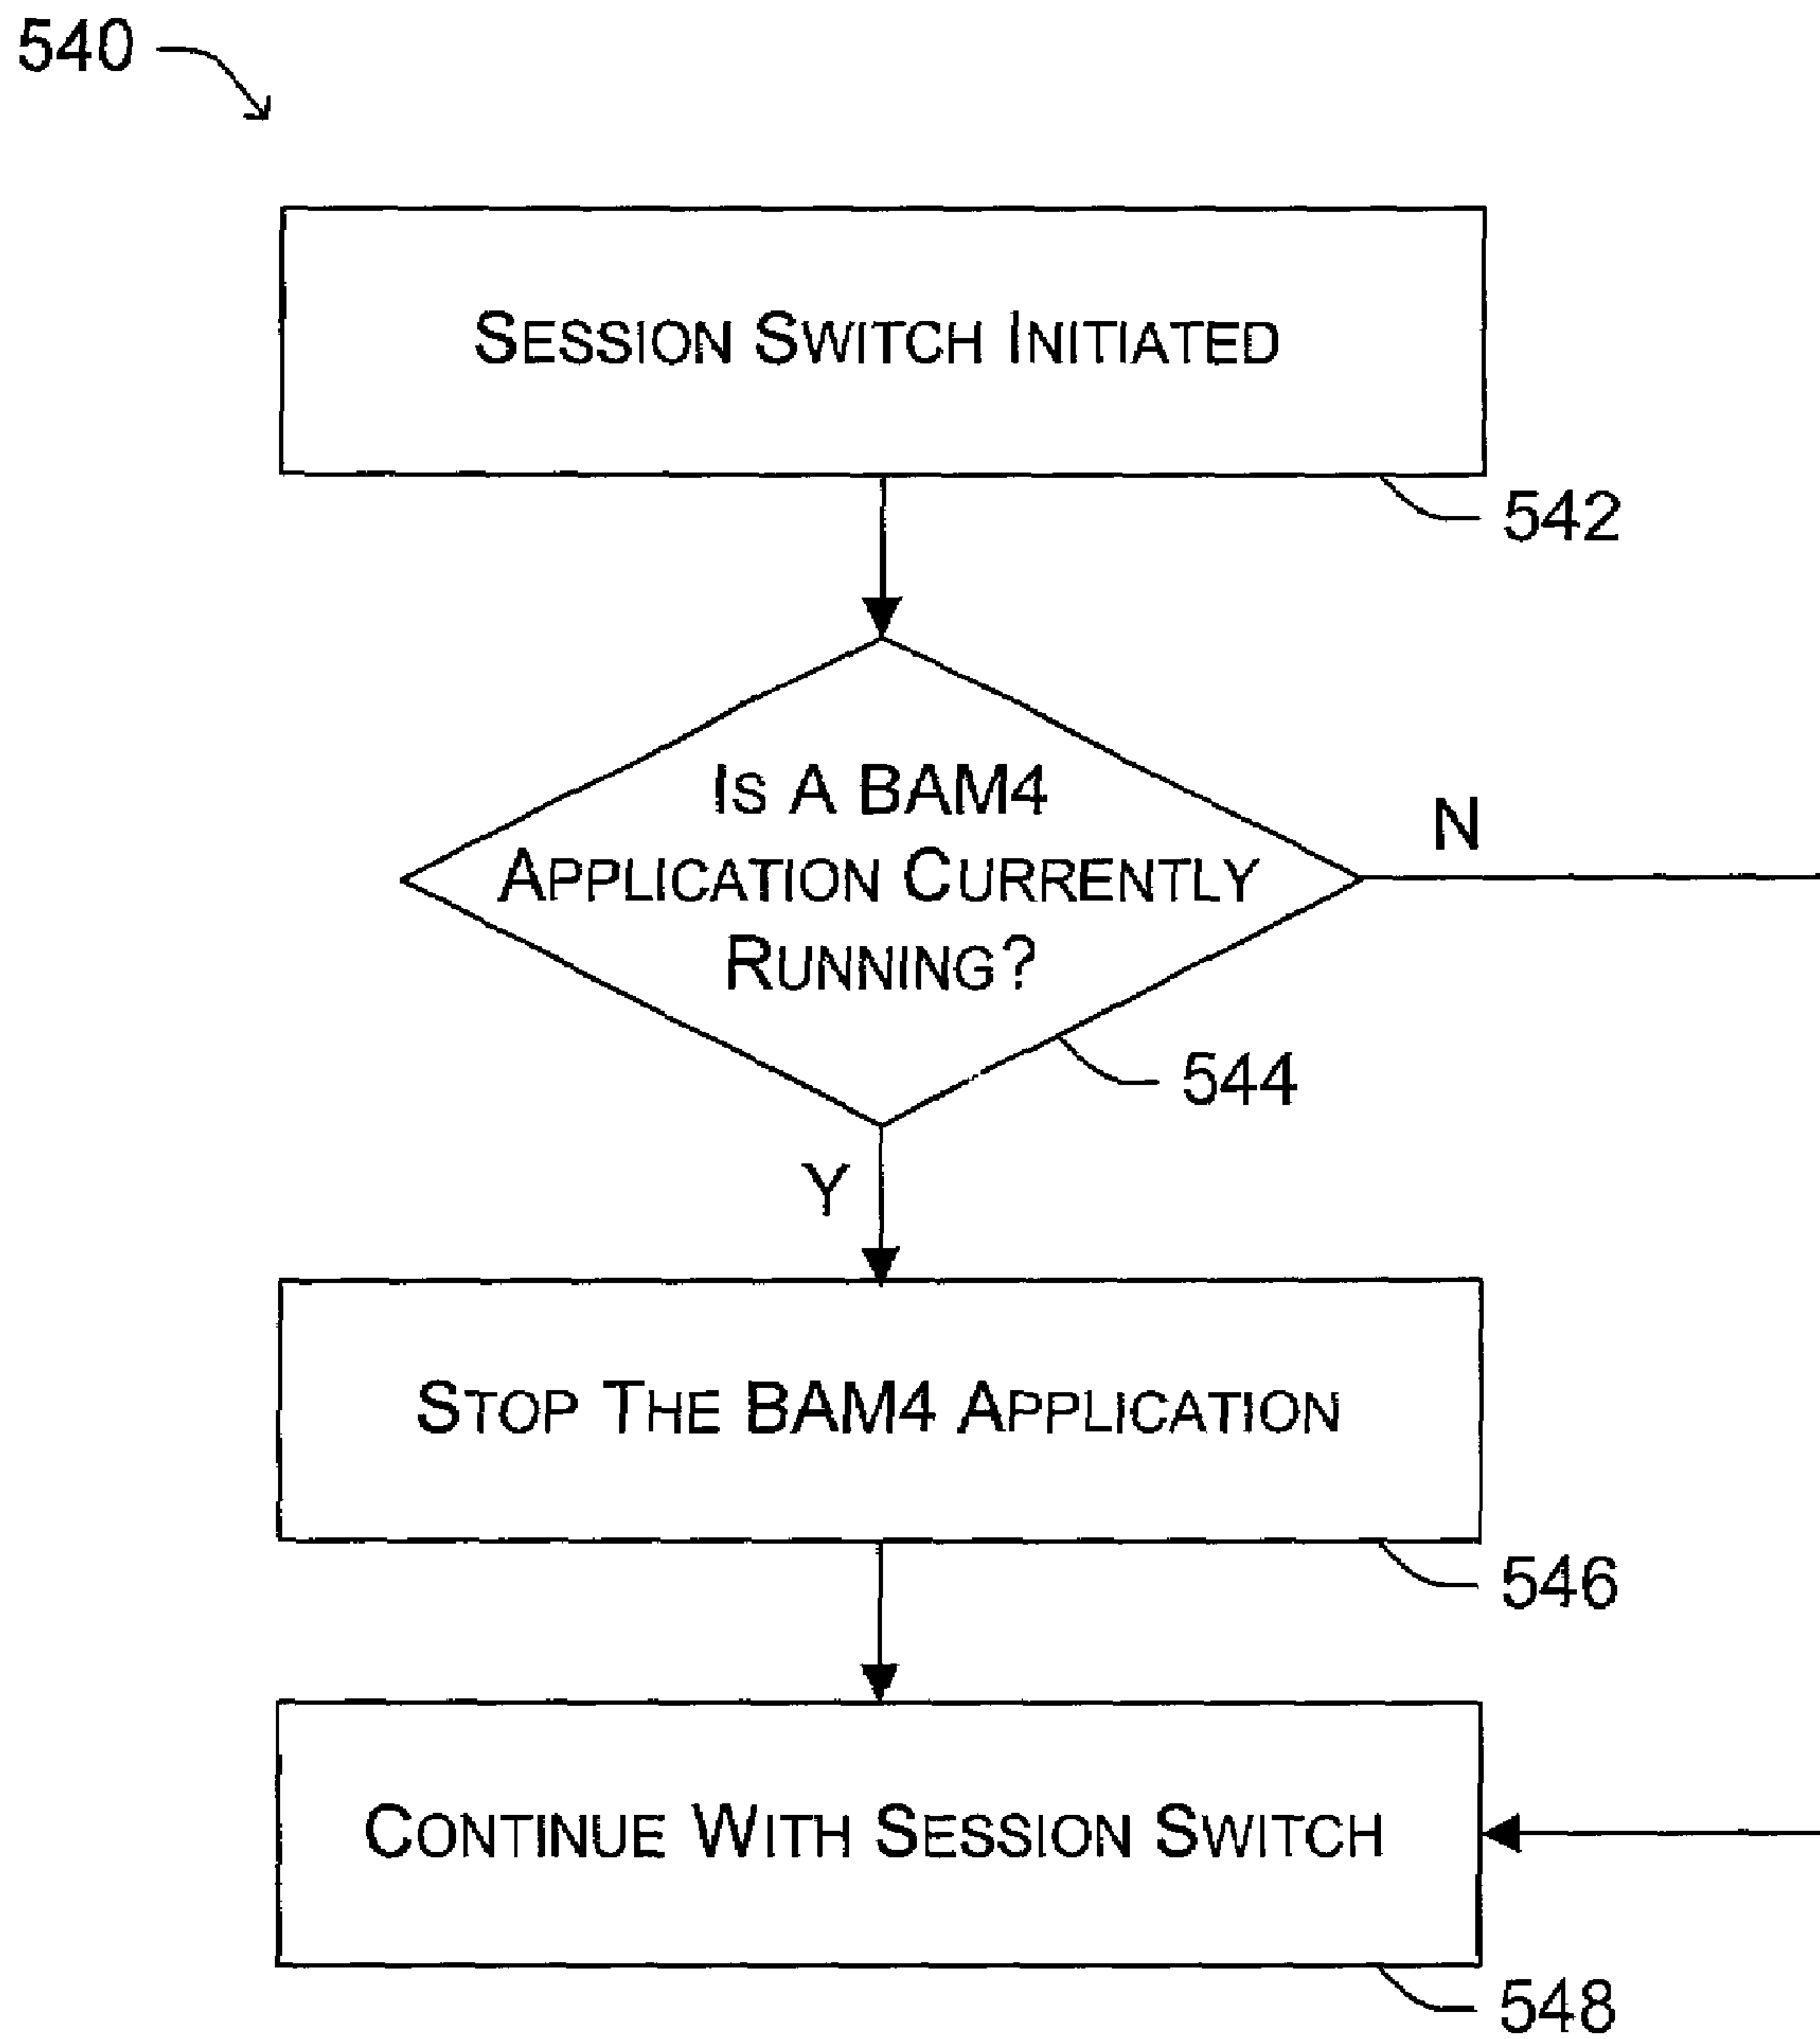 540
SESSION SWITCH INITIATED
542
IS A BAM4
APPLICATION CURRENTLY
RUNNING?
N
544
Y
STOP THE BAM4 APPLICATION
546
CONTINUE WITH SESSION SWITCH
548